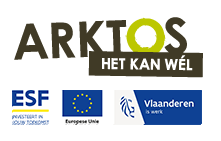 ARKTOS
HET KAN WÉL
ESF
INVESTEERT IN
JOUW TOEKOMST
Europese Unie
Vlaanderen
is werk